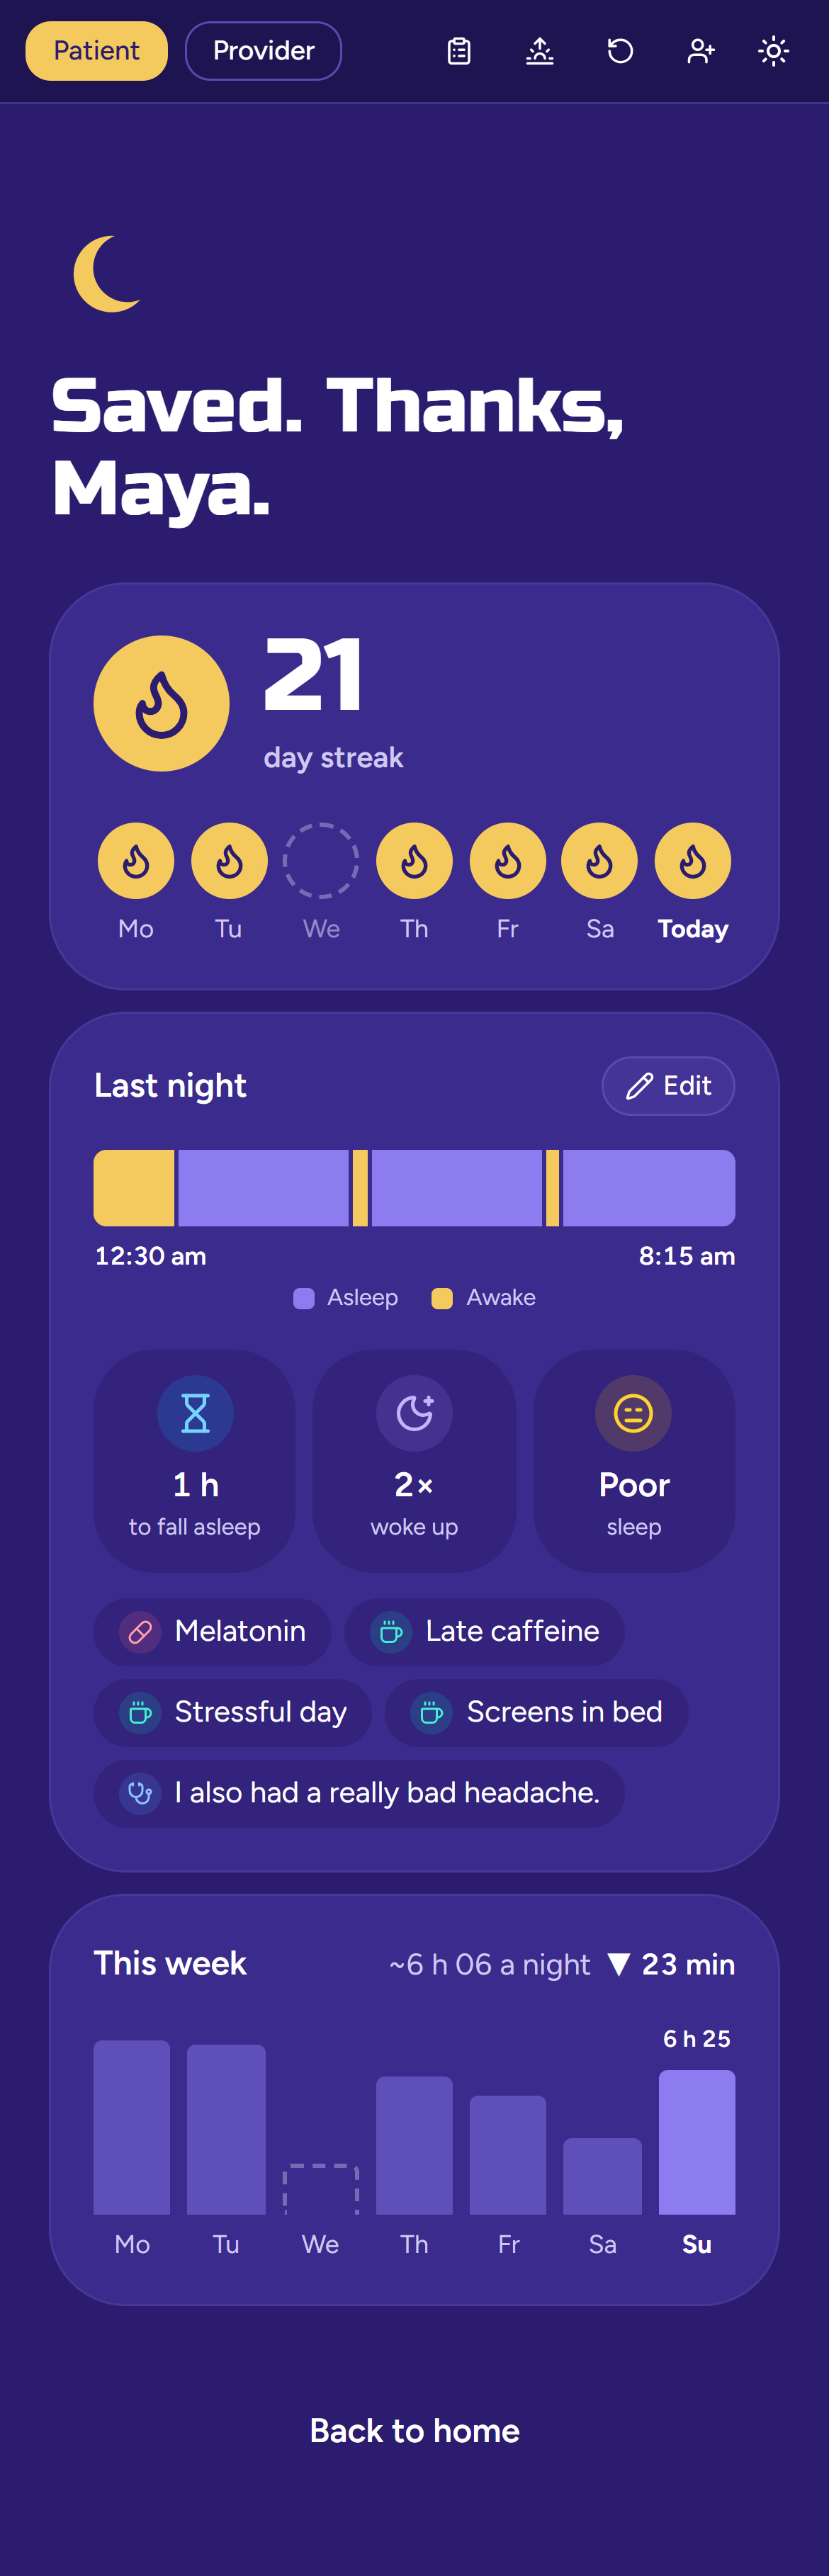 Patient Provider
Saved. Thanks,
Maya.
21
day streak
Mo Tu We Th Fr Sa Today
Last night Edit
12:30 am 8:15 am
Asleep Awake
1 h 2× Poor
to fall asleep woke up sleep
Melatonin Late caffeine
Stressful day Screens in bed
I also had a really bad headache.
This week ~6 h 06 a night ▼ 23 min
6 h 25
Mo Tu We Th Fr Sa Su
Back to home